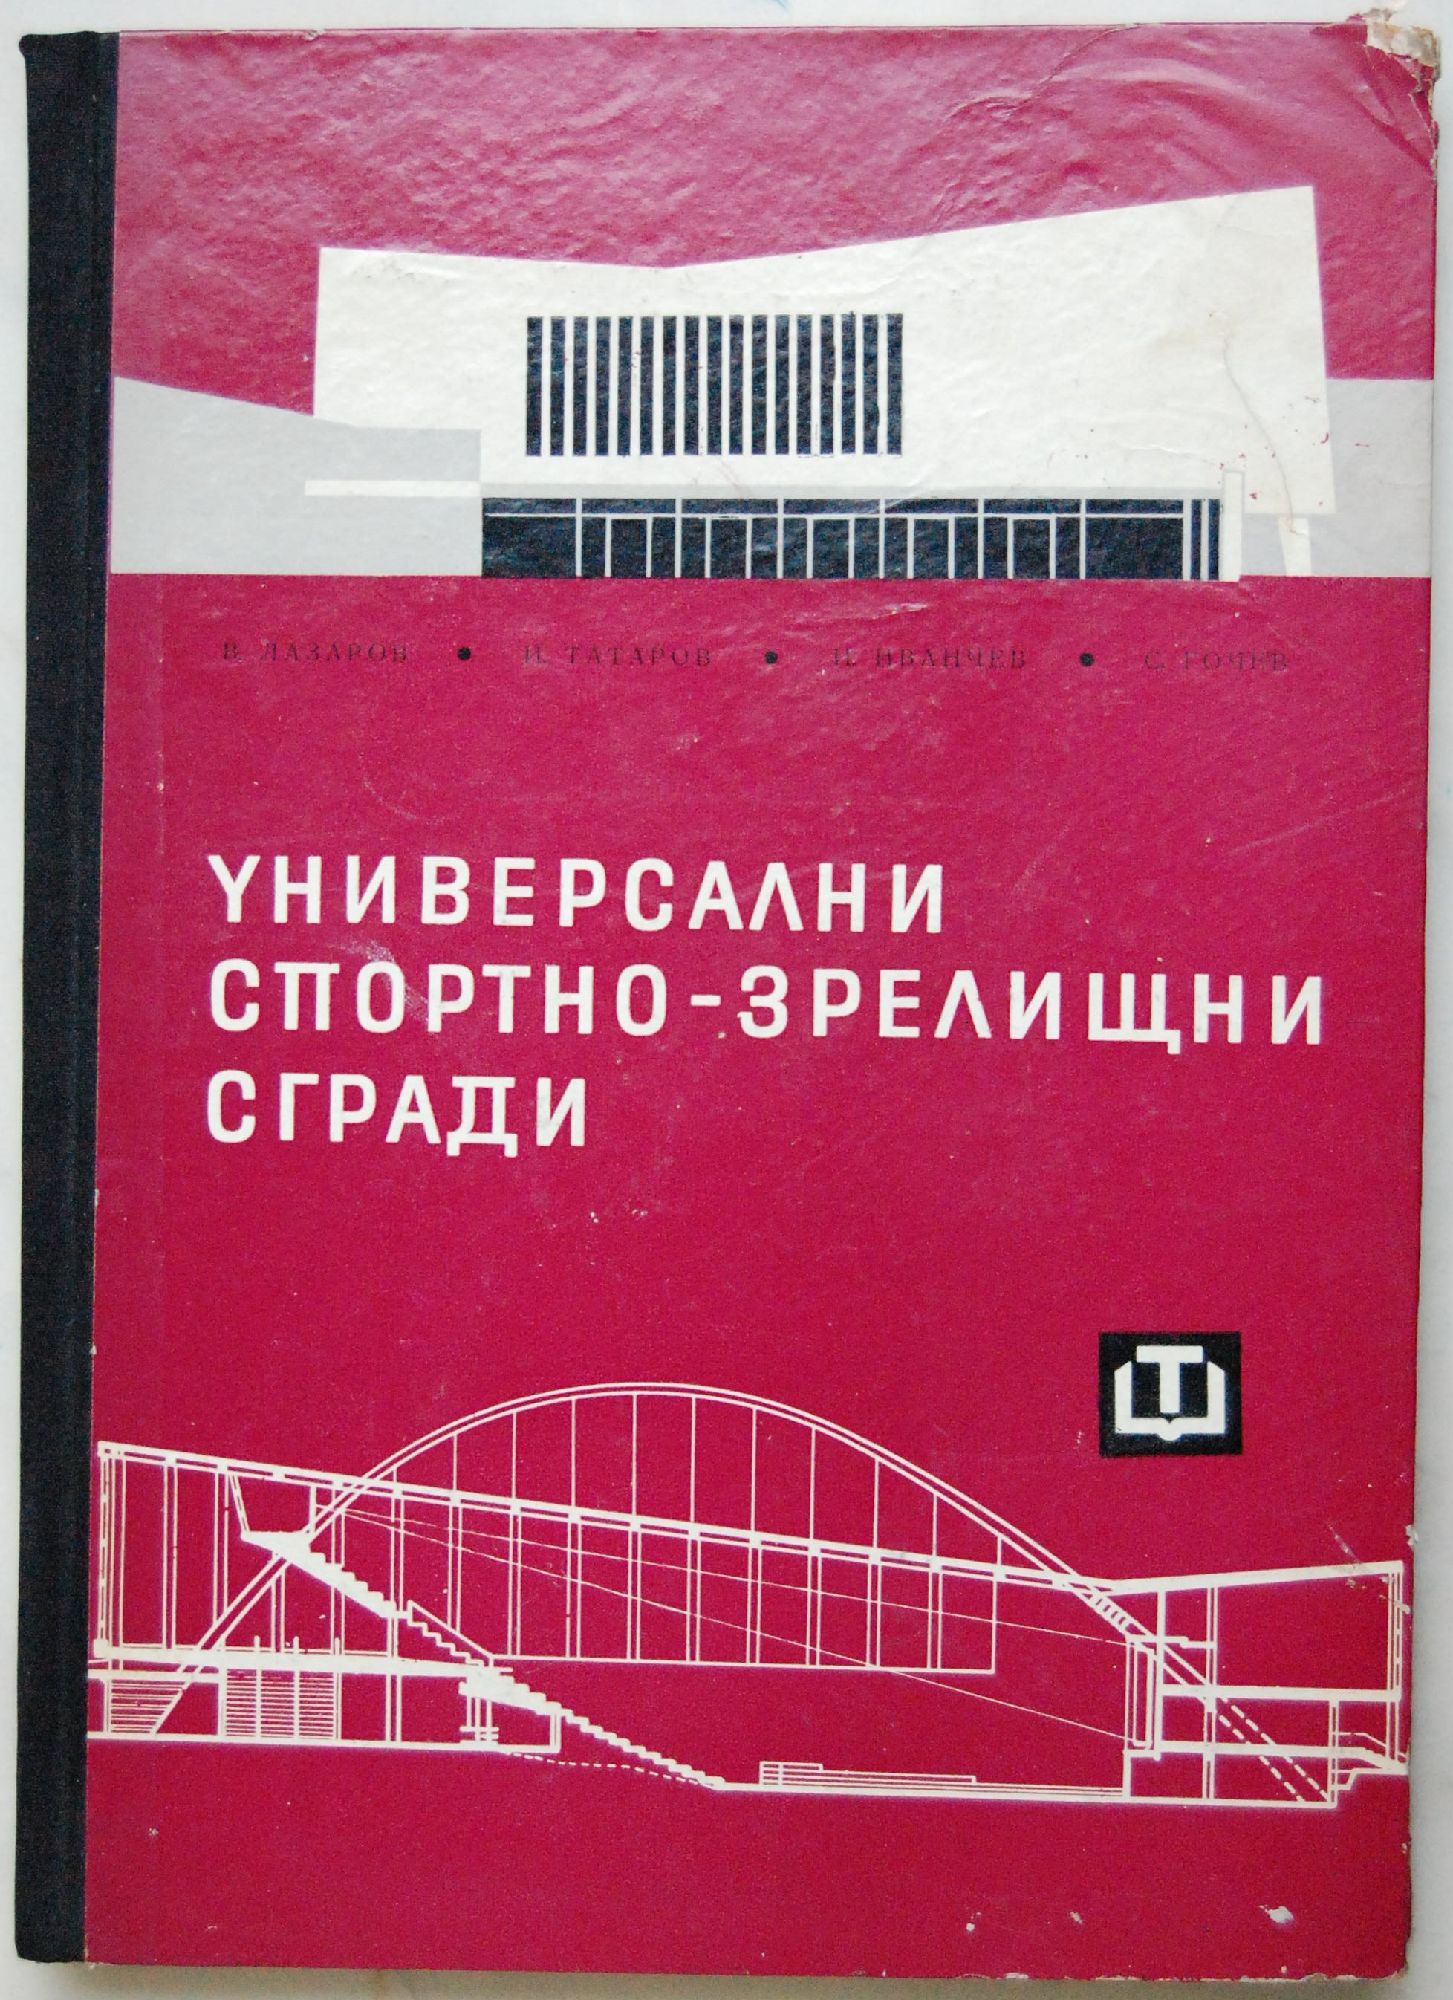 В. ЛАЗАРОВ • И. ТАТАРОВ • И. ИВАНЧЕВ • С. ГОЧЕВ
УНИВЕРСАЛНИ
СПОРТНО-ЗРЕЛИЩНИ
СГРАДИ
Т